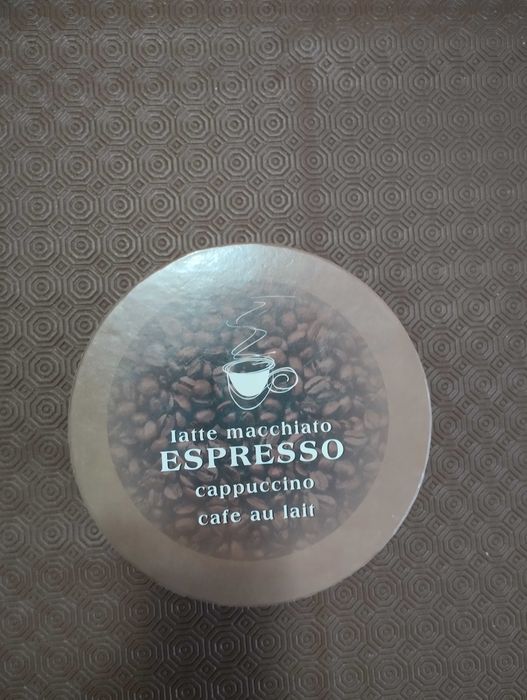 latte macchiato
ESPRESSO
cappuccino
cafe au lait